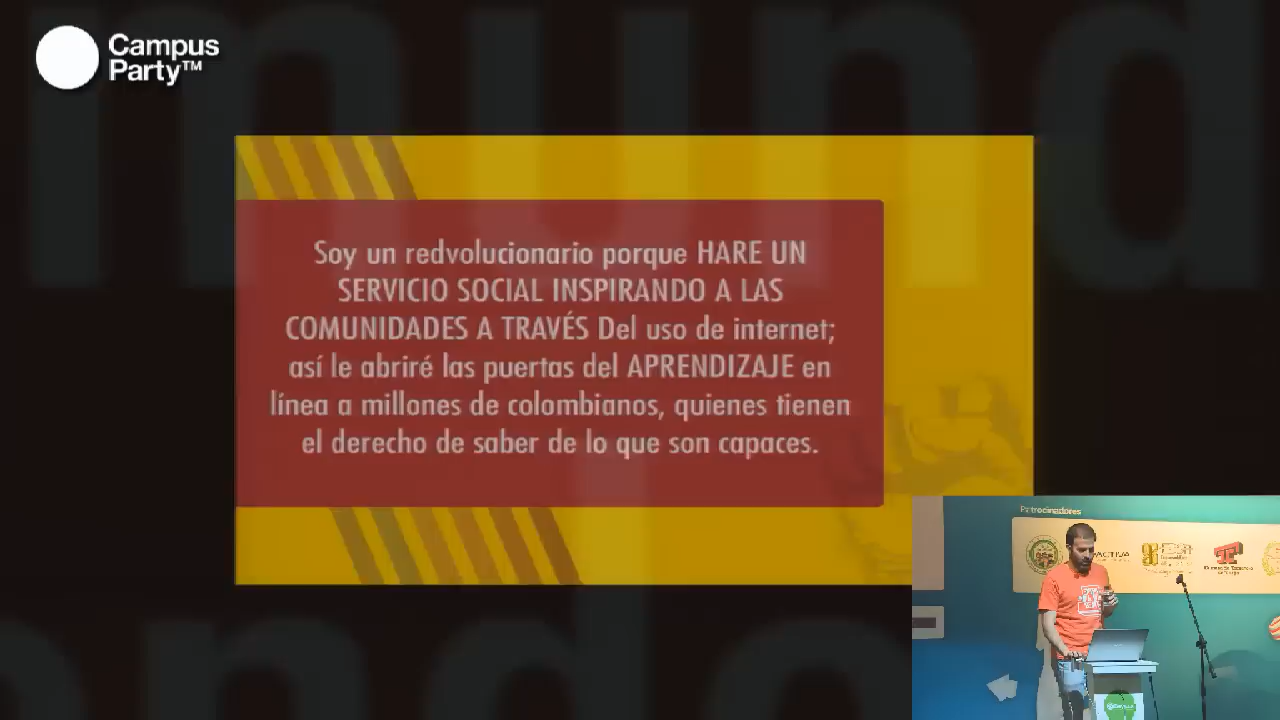 Campus
Party™
mund
Soy un redvolucionario porque HARE UN
SERVICIO SOCIAL INSPIRANDO A LAS
COMUNIDADES A TRAVÉS Del uso de internet;
así le abriré las puertas del APRENDIZAJE en
línea a millones de colombianos, quienes tienen
el derecho de saber de lo que son capaces.
Patrocinadores